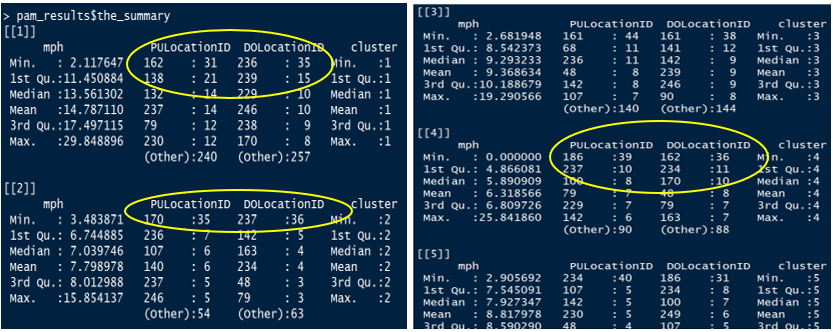 > pam_results$the_summary
[[1]]
mph PULocationID DOLocationID cluster
Min. : 2.117647 162 : 31 236 : 35 Min. :1
1st Qu.:11.450884 138 : 21 239 : 15 1st Qu.:1
Median :13.561302 132 : 14 229 : 10 Median :1
Mean :14.787110 237 : 14 246 : 10 Mean :1
3rd Qu.:17.497115 79 : 12 238 : 9 3rd Qu.:1
Max. :29.848896 230 : 12 170 : 8 Max. :1
(Other):240 (Other):257
[[2]]
mph PULocationID DOLocationID cluster
Min. : 3.483871 170 :35 237 :36 Min. :2
1st Qu.: 6.744885 236 : 7 142 : 5 1st Qu.:2
Median : 7.039746 107 : 6 163 : 4 Median :2
Mean : 7.798978 140 : 6 234 : 4 Mean :2
3rd Qu.: 8.012988 237 : 5 48 : 3 3rd Qu.:2
Max. :15.854137 246 : 5 79 : 3 Max. :2
(Other):54 (Other):63
[[3]]
mph PULocationID DOLocationID cluster
Min. : 2.681948 161 : 44 161 : 38 Min. :3
1st Qu.: 8.542373 68 : 11 141 : 12 1st Qu.:3
Median : 9.293233 236 : 11 142 : 9 Median :3
Mean : 9.368634 48 : 8 239 : 9 Mean :3
3rd Qu.:10.188679 142 : 8 246 : 9 3rd Qu.:3
Max. :19.290566 107 : 7 90 : 8 Max. :3
(Other):140 (Other):144
[[4]]
mph PULocationID DOLocationID cluster
Min. : 0.000000 186 :39 162 :36 Min. :4
1st Qu.: 4.866081 237 :10 234 :11 1st Qu.:4
Median : 5.890909 100 : 8 170 :10 Median :4
Mean : 6.318566 79 : 7 48 : 8 Mean :4
3rd Qu.: 6.809726 229 : 7 79 : 7 3rd Qu.:4
Max. :25.841860 142 : 6 163 : 7 Max. :4
(Other):90 (Other):88
[[5]]
mph PULocationID DOLocationID cluster
Min. : 2.905692 234 :40 186 :31 Min. :5
1st Qu.: 7.545091 107 : 5 234 : 8 1st Qu.:5
Median : 7.927347 142 : 5 100 : 7 Median :5
Mean : 8.817978 230 : 5 249 : 6 Mean :5
3rd Qu.: 8.590290 48 : 4 107 : 5 3rd Qu.:5